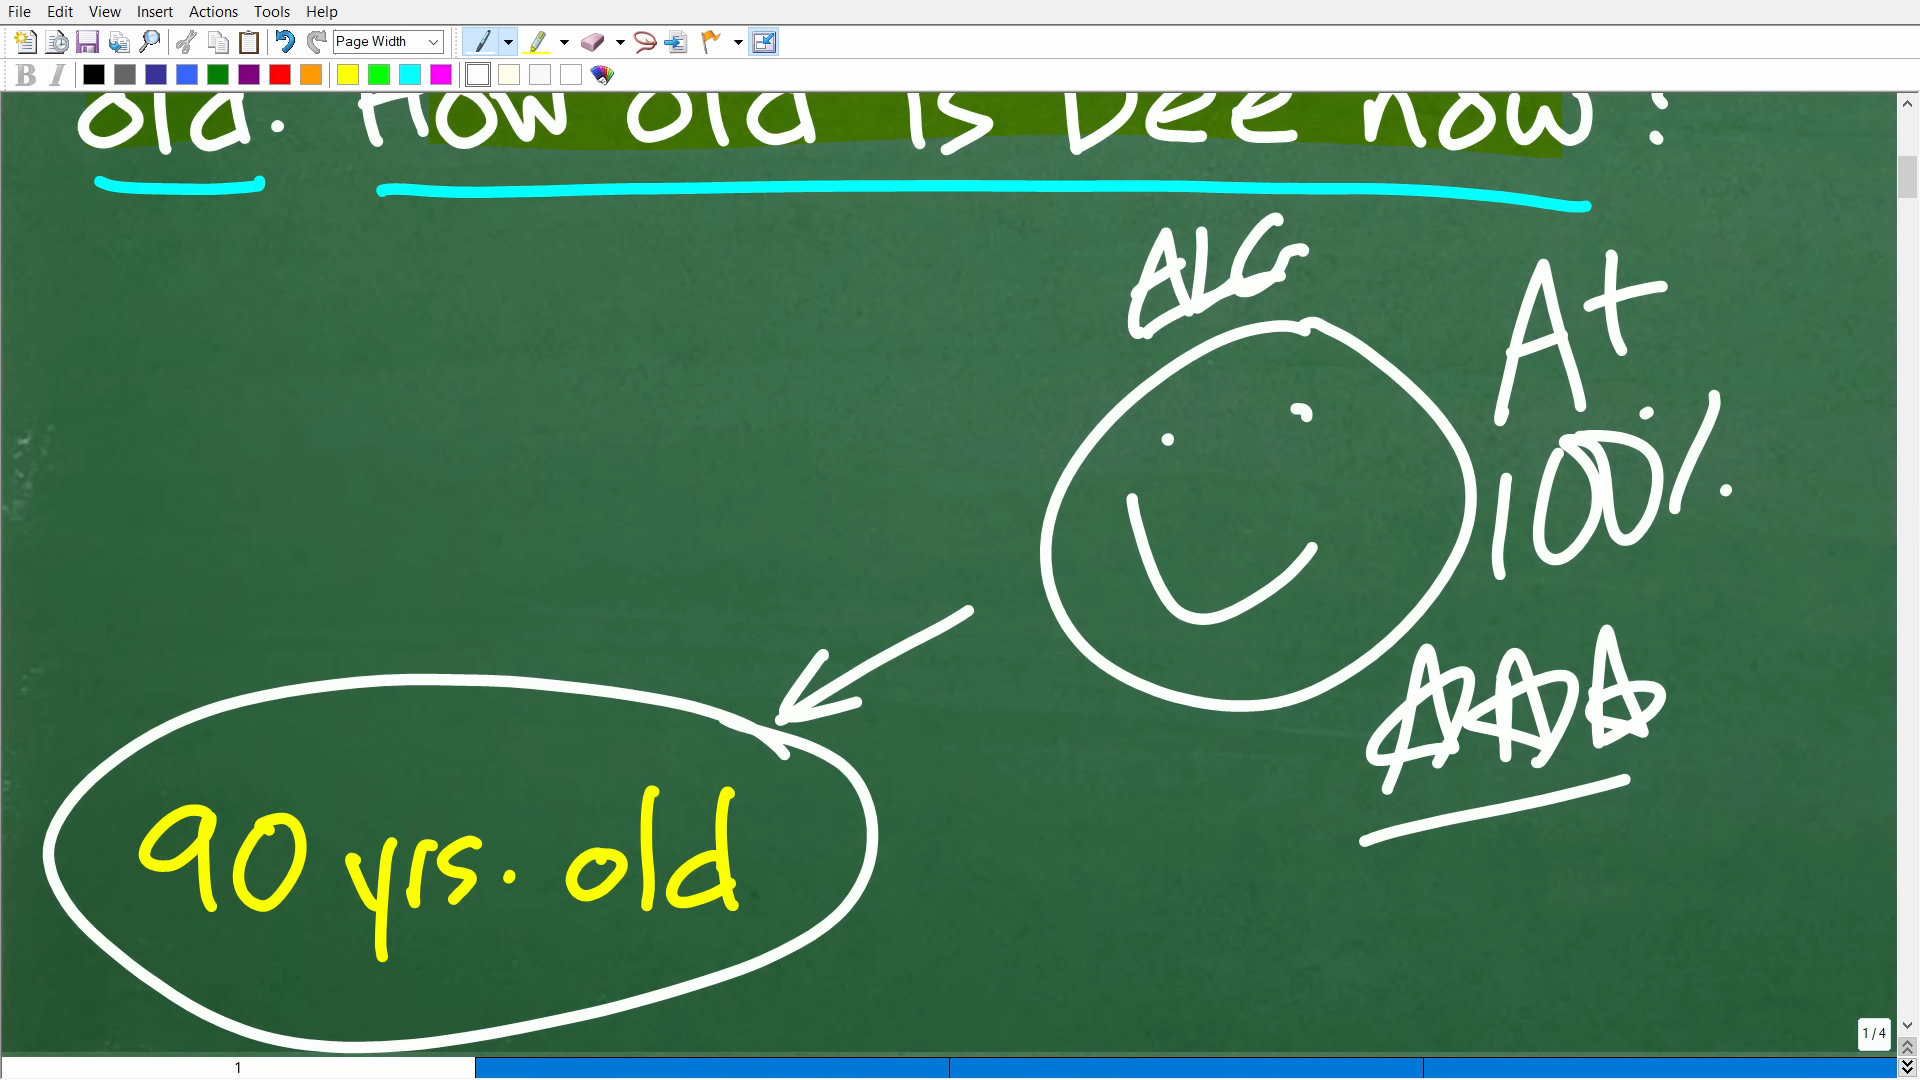 File Edit View Insert Actions Tools Help
Page Width
B I
old. How old is Dee now?
ALG
A+
100%
90 yrs. old
1 / 4
1